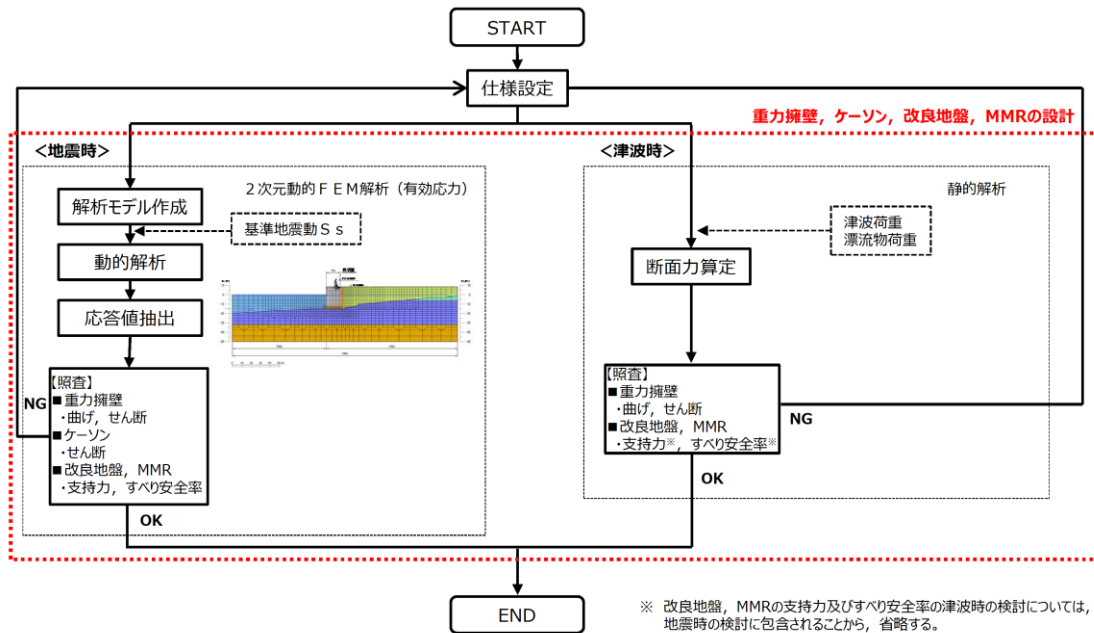 START
仕様設定
重力擁壁，ケーソン，改良地盤，MMRの設計
＜地震時＞
２次元動的ＦＥＭ解析（有効応力）
解析モデル作成
基準地震動Ｓｓ
動的解析
応答値抽出
【照査】
■重力擁壁
・曲げ，せん断
■ケーソン
・せん断
■改良地盤，MMR
・支持力，すべり安全率
NG
OK
＜津波時＞
静的解析
津波荷重
漂流物荷重
断面力算定
【照査】
■重力擁壁
・曲げ，せん断
■改良地盤，MMR
・支持力※，すべり安全率※
NG
OK
END
※ 改良地盤，MMRの支持力及びすべり安全率の津波時の検討については，
地震時の検討に包含されることから，省略する。